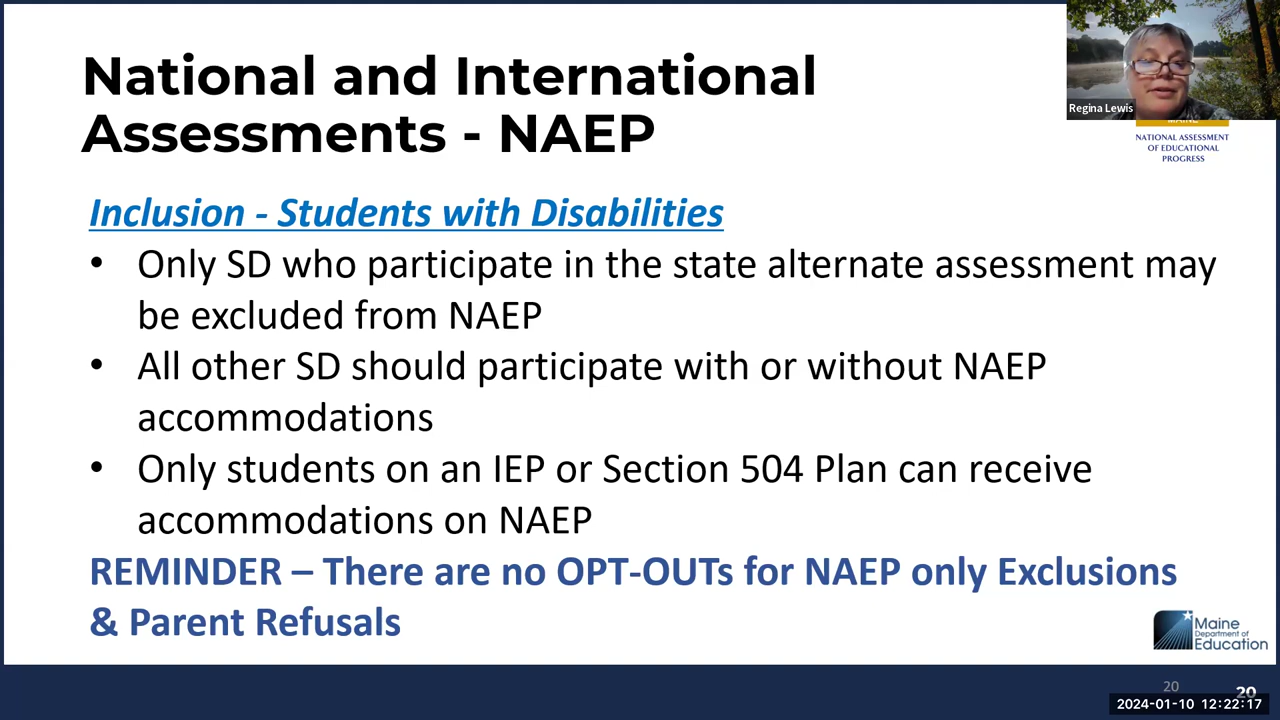 National and International
Assessments - NAEP
Regina Lewis
MAINE
NATIONAL ASSESSMENT
OF EDUCATIONAL
PROGRESS
Inclusion - Students with Disabilities
• Only SD who participate in the state alternate assessment may
be excluded from NAEP
• All other SD should participate with or without NAEP
accommodations
• Only students on an IEP or Section 504 Plan can receive
accommodations on NAEP
REMINDER – There are no OPT-OUTs for NAEP only Exclusions
& Parent Refusals
Maine
Department of
Education
20
20
2024-01-10 12:22:17